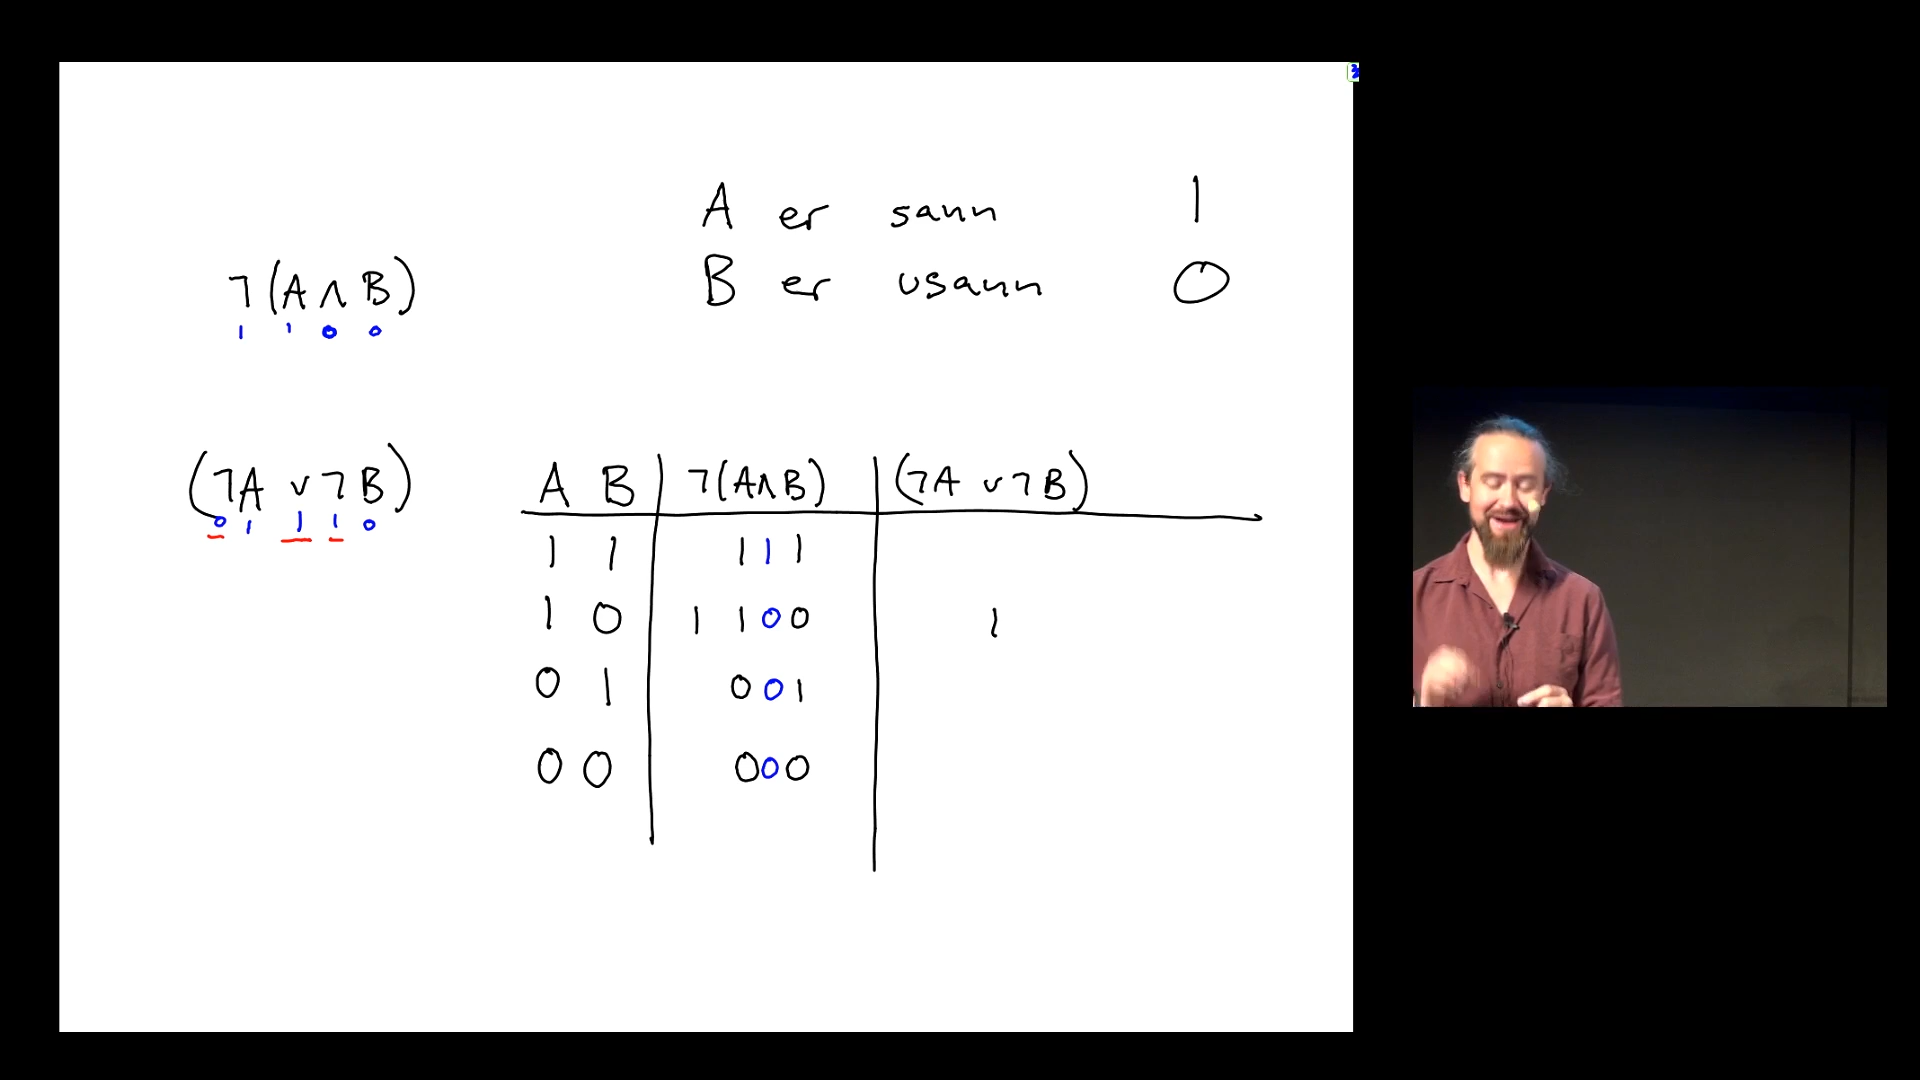 A er sann 1
B er usann 0
¬(A∧B)
1 1 0 0
(¬A ∨ ¬B)
0 1 1 1 0
A B ¬(A∧B) (¬A ∨ ¬B)
1 1 1 1 1
1 0 1 1 0 0 1
0 1 0 0 1
0 0 0 0 0